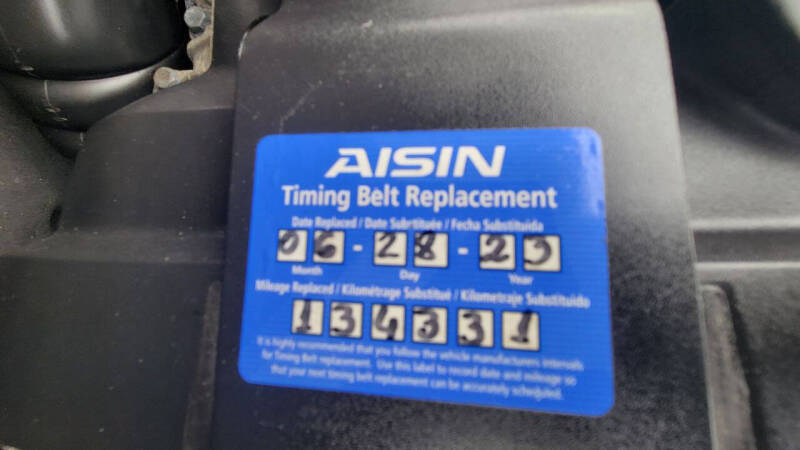 AISIN
Timing Belt Replacement
Date Replaced / Date Subrtituée / Fecha Substituida
06 - 28 - 23
Month Day Year
Mileage Replaced / Kilométrage Substitué / Kilometraje Substituido
134331
It is highly recommended that you follow the vehicle manufacturers intervals
for Timing Belt replacement. Use this label to record date and mileage so
that your next timing belt replacement can be accurately scheduled.